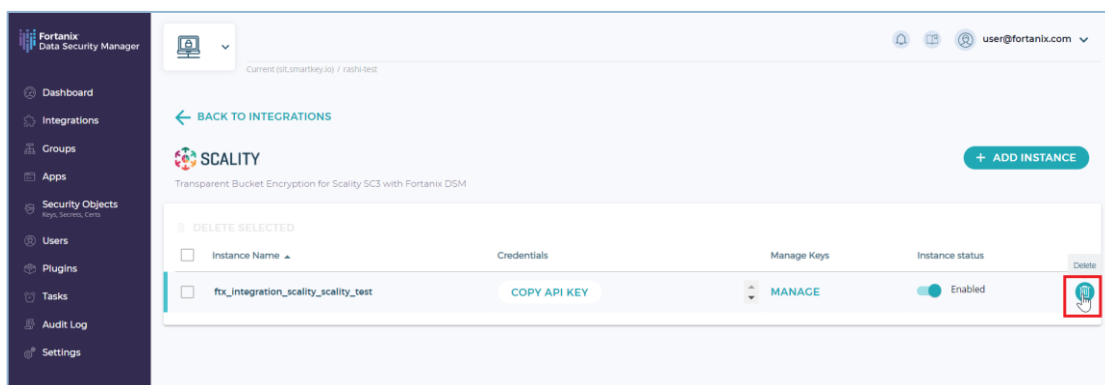 Fortanix
Data Security Manager
user@fortanix.com
Current (sit.smartkey.io) / rashi-test
Dashboard
Integrations
Groups
Apps
Security Objects
Keys, Secrets, Certs
Users
Plugins
Tasks
Audit Log
Settings
BACK TO INTEGRATIONS
SCALITY
+ ADD INSTANCE
Transparent Bucket Encryption for Scality SC3 with Fortanix DSM
DELETE SELECTED
Instance Name Credentials Manage Keys Instance status
Delete
ftx_integration_scality_scality_test COPY API KEY MANAGE Enabled